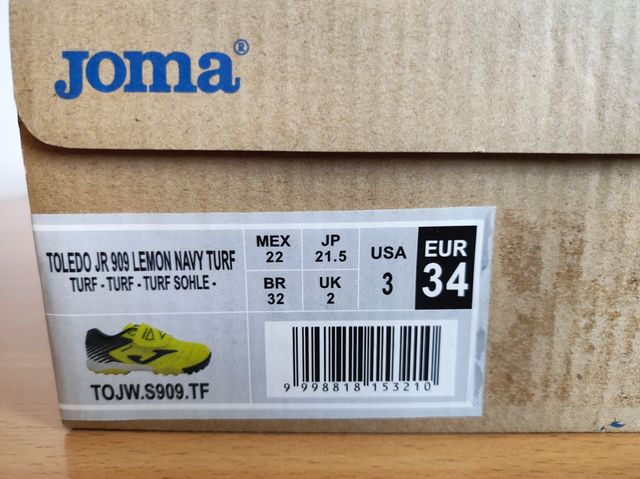 Joma®
TOLEDO JR 909 LEMON NAVY TURF
TURF - TURF - TURF SOHLE -
TOJW.S909.TF
MEX
22
JP
21.5
BR
32
UK
2
USA
3
EUR
34
9 998818 153210